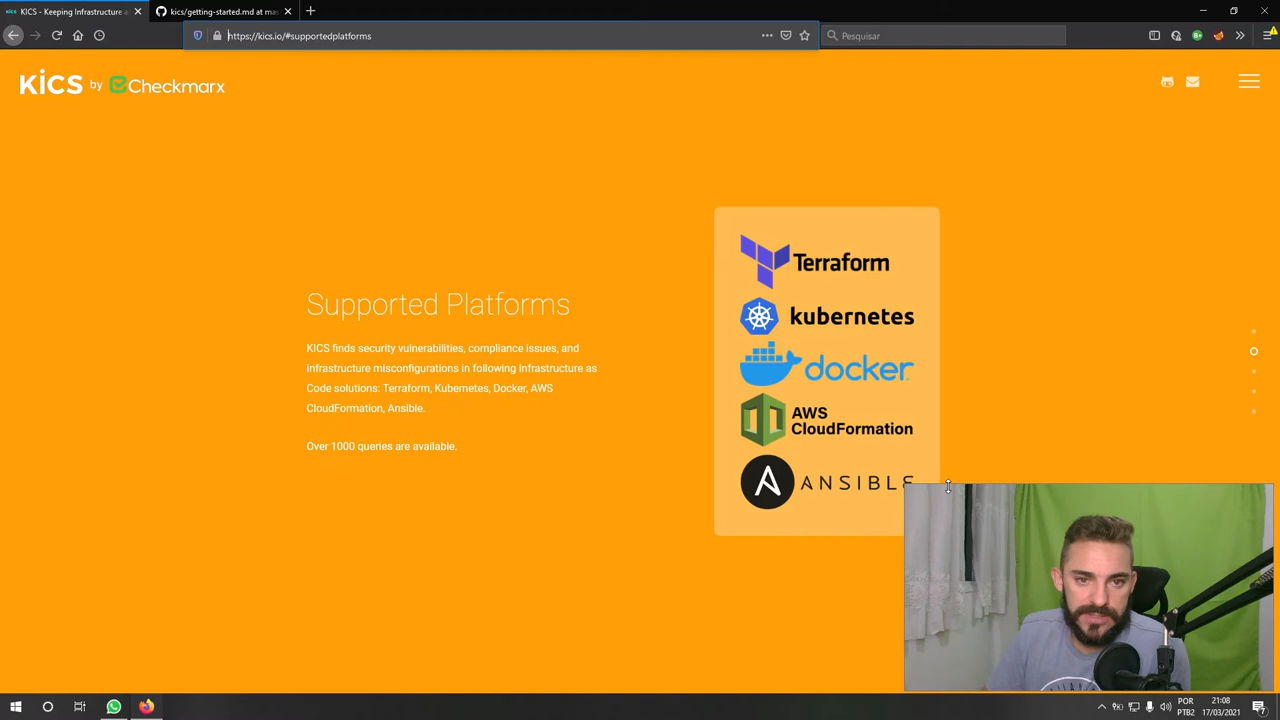 KICS - Keeping Infrastructure a
kics/getting-started.md at mas
https://kics.io/#supportedplatforms
Pesquisar
KiCS by Checkmarx
Supported Platforms
KICS finds security vulnerabilities, compliance issues, and
infrastructure misconfigurations in following Infrastructure as
Code solutions: Terraform, Kubernetes, Docker, AWS
CloudFormation, Ansible.
Over 1000 queries are available.
Terraform
kubernetes
docker
AWS
CloudFormation
ANSIBLE
POR
PTB2
21:08
17/03/2021